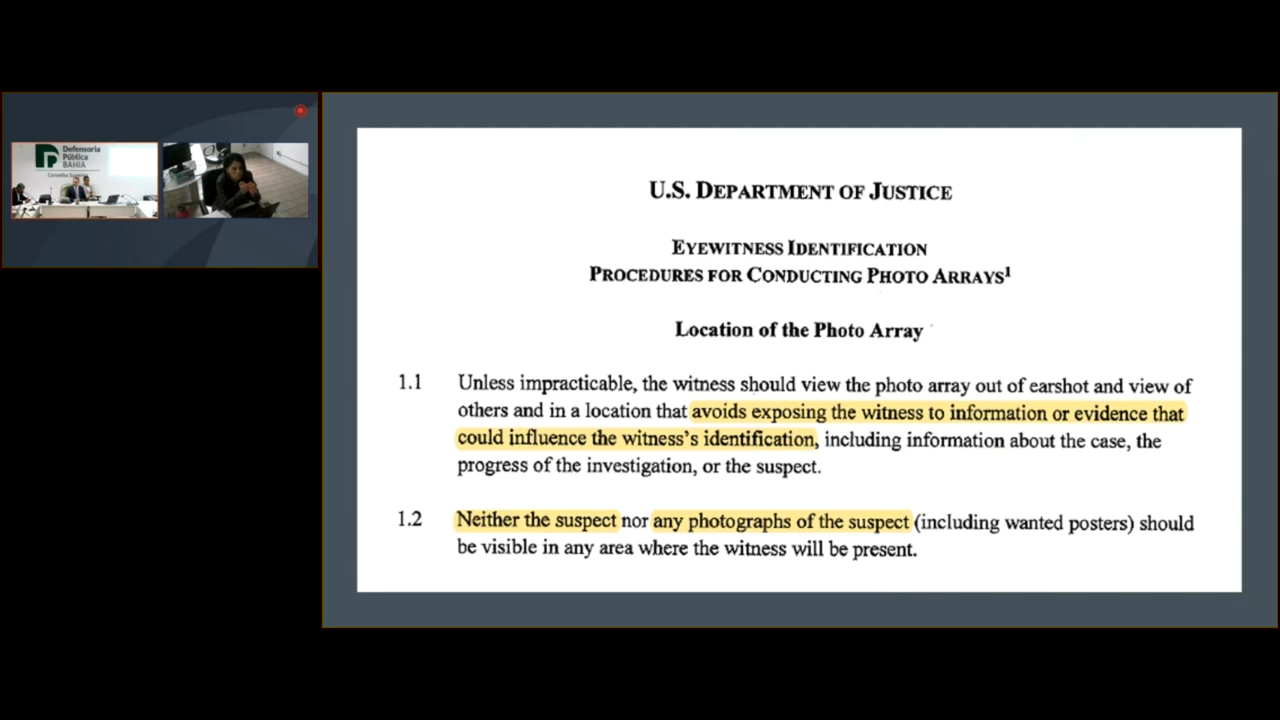 Defensoria
Pública
BAHIA
Conselho Superior
U.S. DEPARTMENT OF JUSTICE
EYEWITNESS IDENTIFICATION
PROCEDURES FOR CONDUCTING PHOTO ARRAYS¹
Location of the Photo Array
1.1 Unless impracticable, the witness should view the photo array out of earshot and view of
others and in a location that avoids exposing the witness to information or evidence that
could influence the witness's identification, including information about the case, the
progress of the investigation, or the suspect.
1.2 Neither the suspect nor any photographs of the suspect (including wanted posters) should
be visible in any area where the witness will be present.